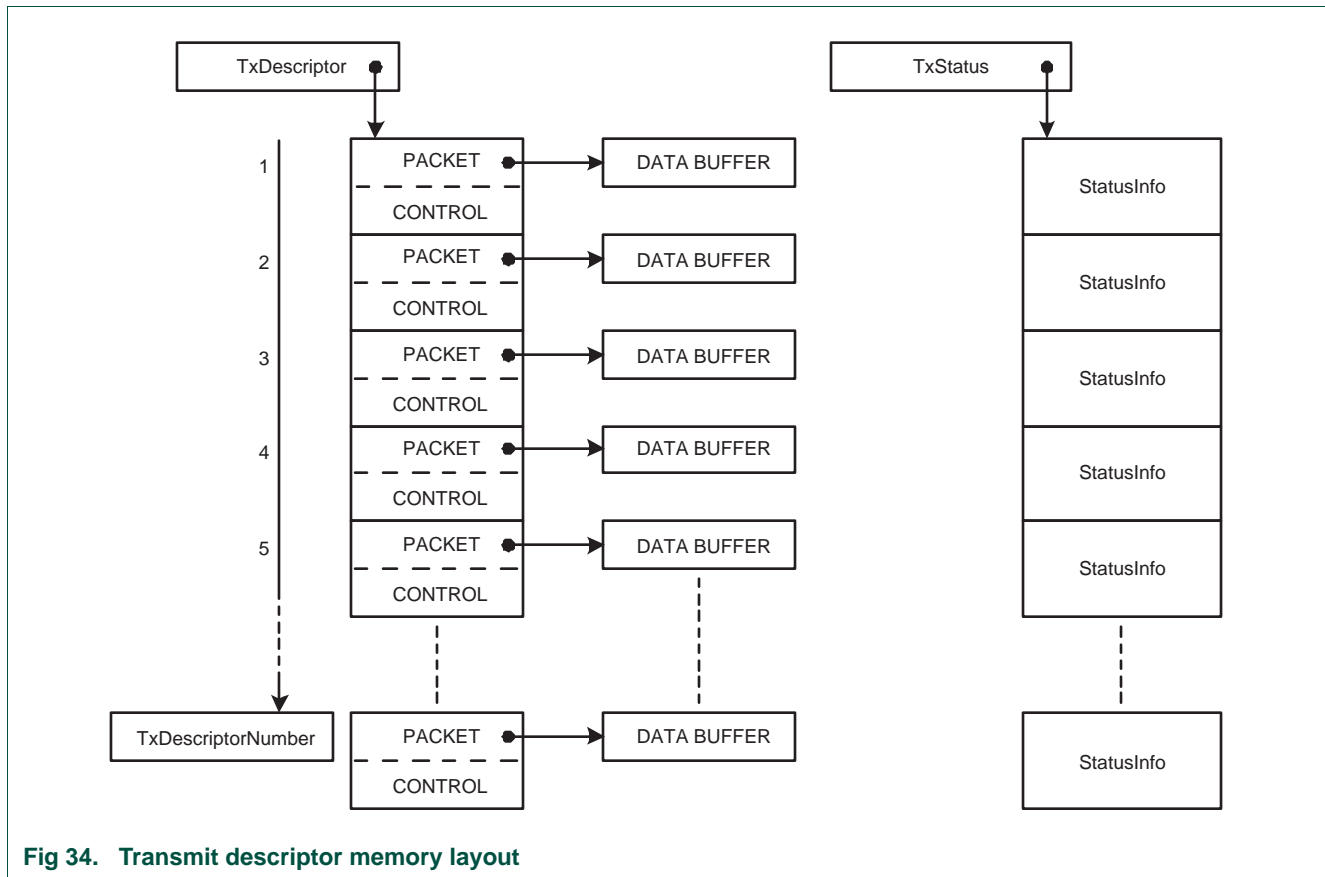 TxDescriptor
TxStatus
1
PACKET
DATA BUFFER
StatusInfo
CONTROL
2
PACKET
DATA BUFFER
StatusInfo
CONTROL
3
PACKET
DATA BUFFER
StatusInfo
CONTROL
4
PACKET
DATA BUFFER
StatusInfo
CONTROL
5
PACKET
DATA BUFFER
StatusInfo
CONTROL
TxDescriptorNumber
PACKET
DATA BUFFER
StatusInfo
CONTROL
Fig 34. Transmit descriptor memory layout